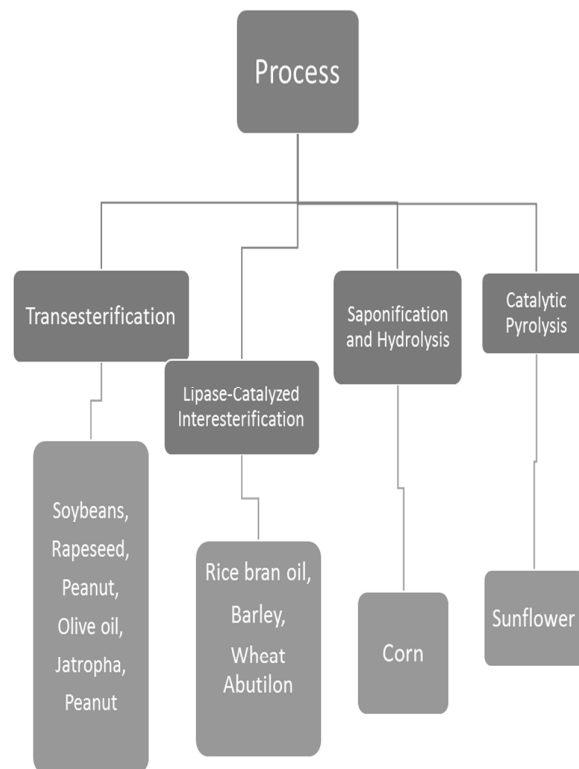 Process
Transesterification
Lipase-Catalyzed
Interesterification
Saponification
and Hydrolysis
Catalytic
Pyrolysis
Soybeans,
Rapeseed,
Peanut,
Olive oil,
Jatropha,
Peanut
Rice bran oil,
Barley,
Wheat
Abutilon
Corn
Sunflower